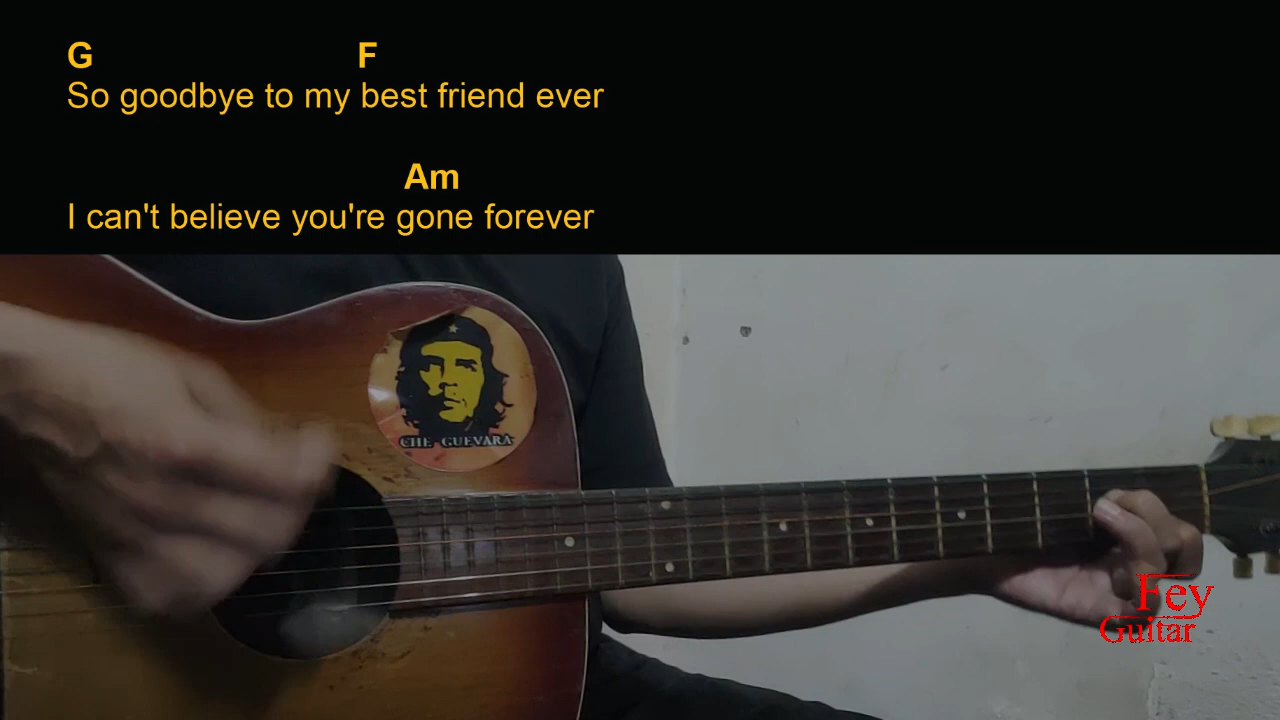 G F
So goodbye to my best friend ever
Am
I can't believe you're gone forever
CHE GUEVARA
Fey
Guitar